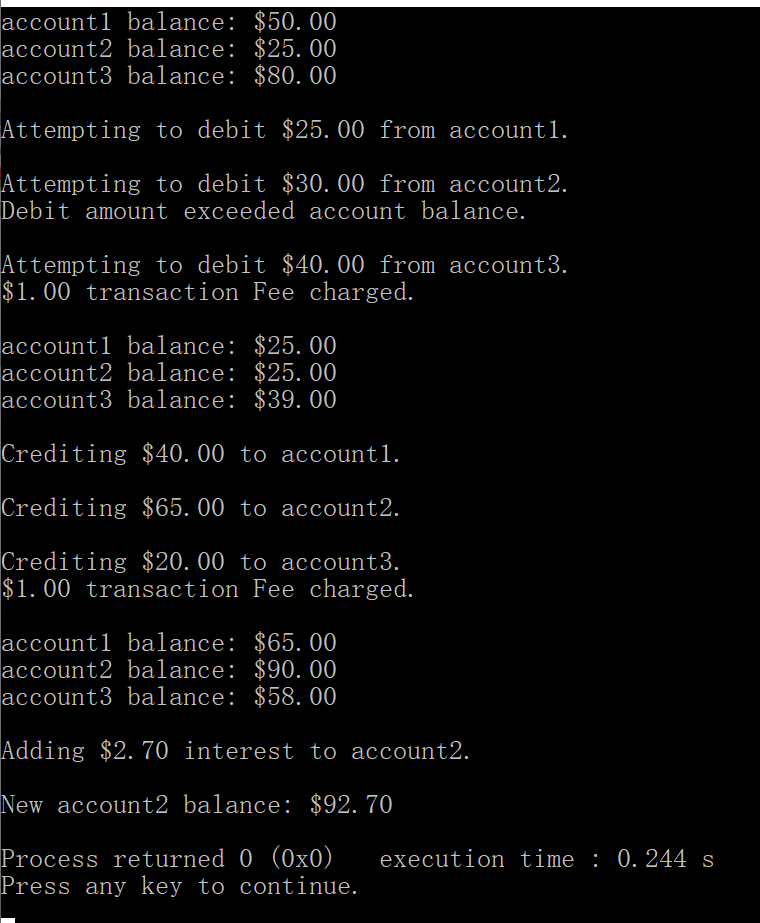 account1 balance: $50.00
account2 balance: $25.00
account3 balance: $80.00
Attempting to debit $25.00 from account1.
Attempting to debit $30.00 from account2.
Debit amount exceeded account balance.
Attempting to debit $40.00 from account3.
$1.00 transaction Fee charged.
account1 balance: $25.00
account2 balance: $25.00
account3 balance: $39.00
Crediting $40.00 to account1.
Crediting $65.00 to account2.
Crediting $20.00 to account3.
$1.00 transaction Fee charged.
account1 balance: $65.00
account2 balance: $90.00
account3 balance: $58.00
Adding $2.70 interest to account2.
New account2 balance: $92.70
Process returned 0 (0x0)   execution time : 0.244 s
Press any key to continue.